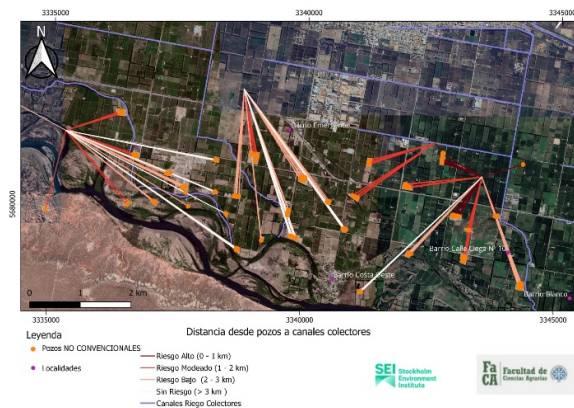 3335000
3340000
3345000
N
Barrio Emergente
5680000
Barrio Calle Ciega N° 10
Barrio Costa Oeste
Barrio Blanco
0 1 2 km
3335000
3340000
3345000
Leyenda
Distancia desde pozos a canales colectores
Pozos NO CONVENCIONALES
Localidades
Riesgo Alto (0 - 1 km)
Riesgo Modeado (1 - 2 km)
Riesgo Bajo (2 - 3 km)
Sin Riesgo (> 3 km)
Canales Riego Colectores
SEI Stockholm
Environment
Institute
FaCA Facultad de
Ciencias Agrarias